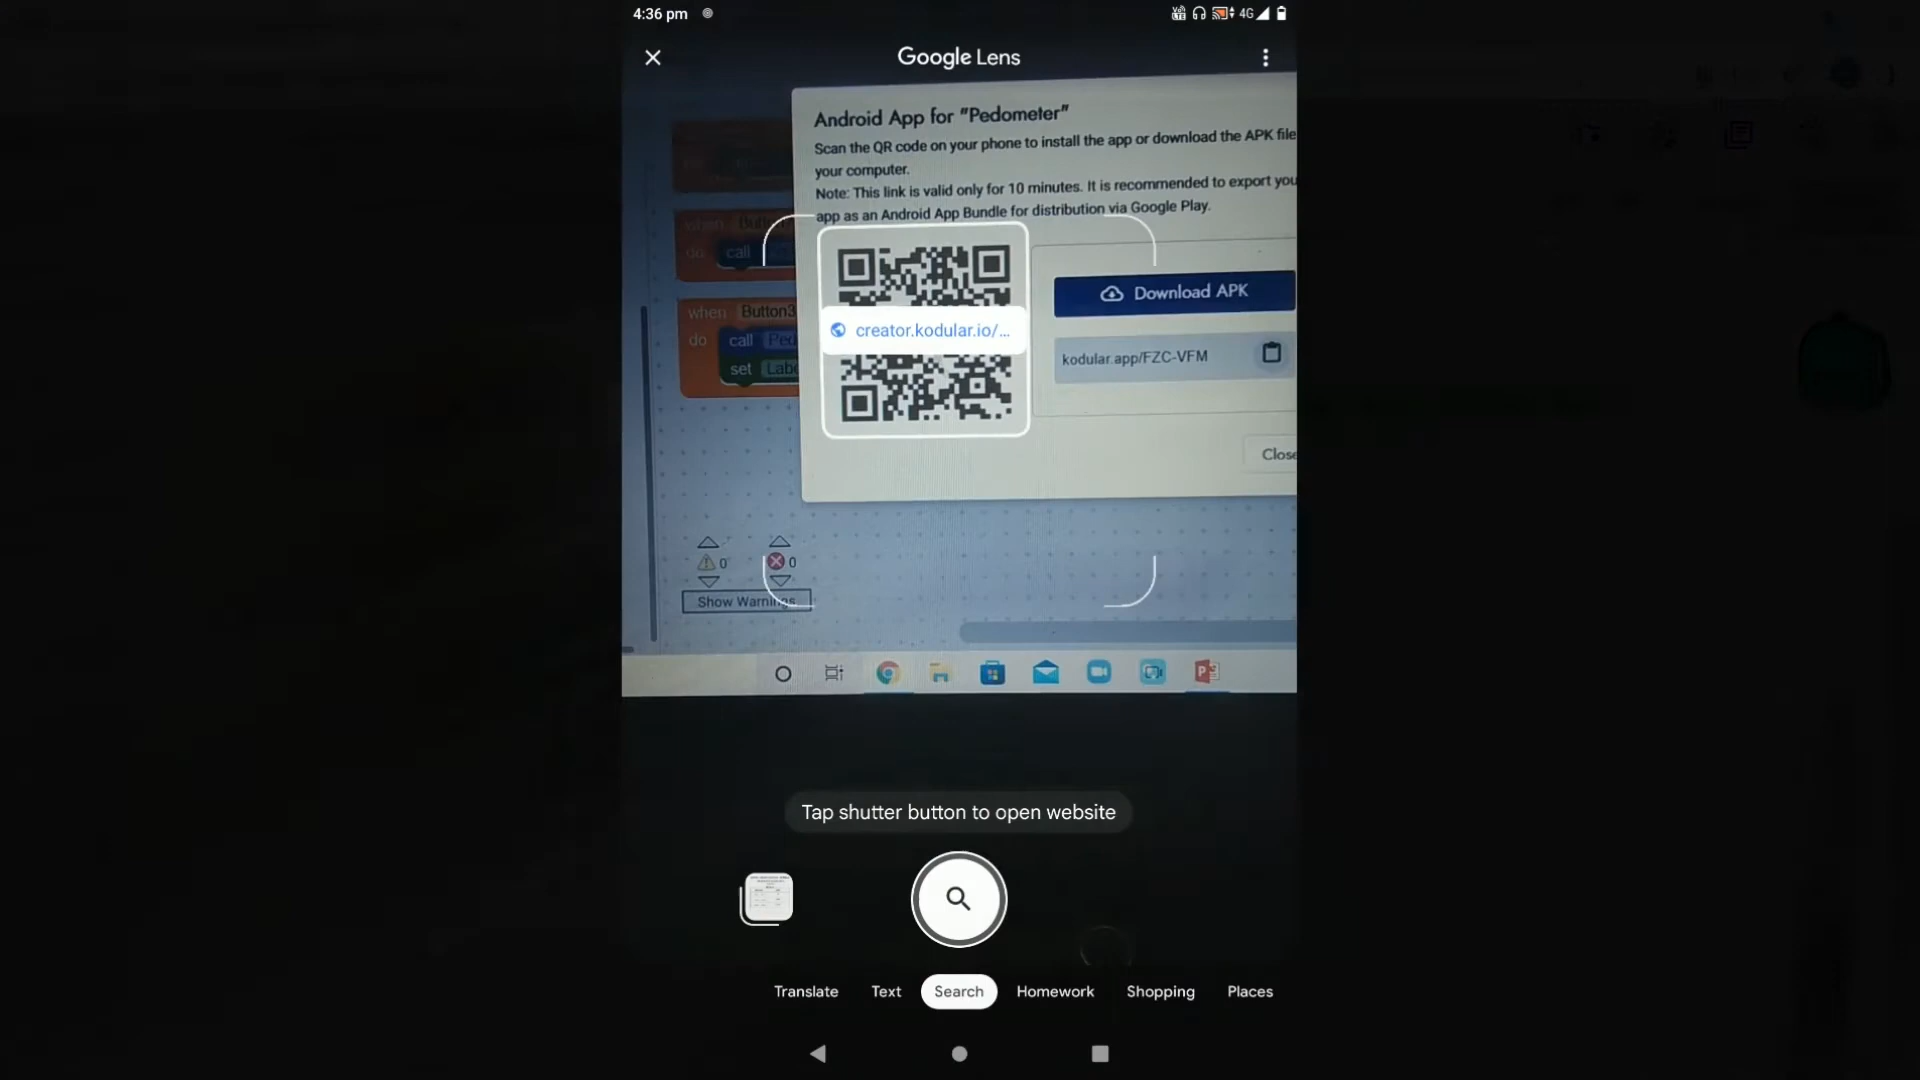 4:36 pm
4G
Google Lens
Android App for "Pedometer"
Scan the QR code on your phone to install the app or download the APK file
your computer.
Note: This link is valid only for 10 minutes. It is recommended to export you
app as an Android App Bundle for distribution via Google Play.
when Button
do call
creator.kodular.io/...
Download APK
when Button3
do call Ped
set Labe
kodular.app/FZC-VFM
Close
0 0
Show Warnings
Tap shutter button to open website
Translate Text Search Homework Shopping Places